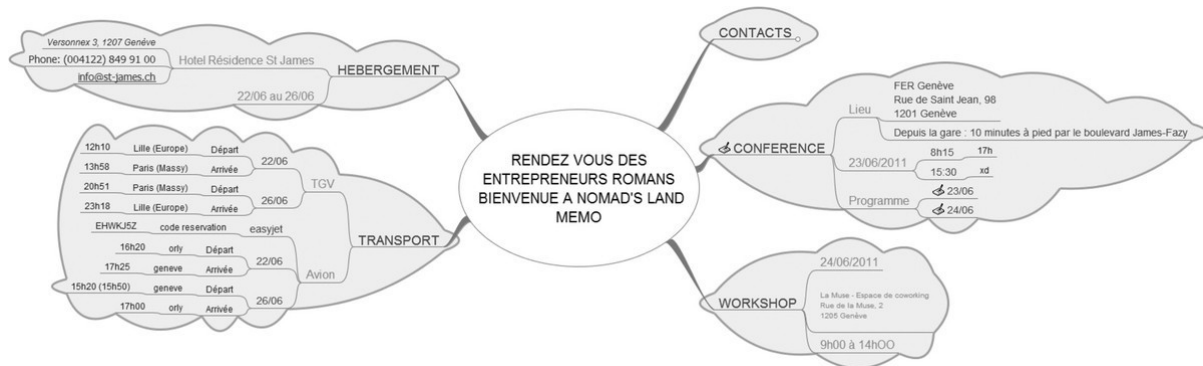 RENDEZ VOUS DES
ENTREPRENEURS ROMANS
BIENVENUE A NOMAD'S LAND
MEMO
HEBERGEMENT
Hotel Résidence St James
Versonnex 3, 1207 Genéve
Phone: (004122) 849 91 00
info@st-james.ch
22/06 au 26/06
TRANSPORT
TGV
22/06
12h10 Lille (Europe) Départ
13h58 Paris (Massy) Arrivée
26/06
20h51 Paris (Massy) Départ
23h18 Lille (Europe) Arrivée
Avion
EHWKJ5Z code reservation easyjet
22/06
16h20 orly Départ
17h25 geneve Arrivée
26/06
15h20 (15h50) geneve Départ
17h00 orly Arrivée
CONTACTS
CONFERENCE
Lieu
FER Genève
Rue de Saint Jean, 98
1201 Genève
Depuis la gare : 10 minutes à pied par le boulevard James-Fazy
23/06/2011
8h15 17h
15:30 xd
Programme
23/06
24/06
WORKSHOP
24/06/2011
La Muse - Espace de coworking
Rue de la Muse, 2
1205 Genève
9h00 à 14hOO